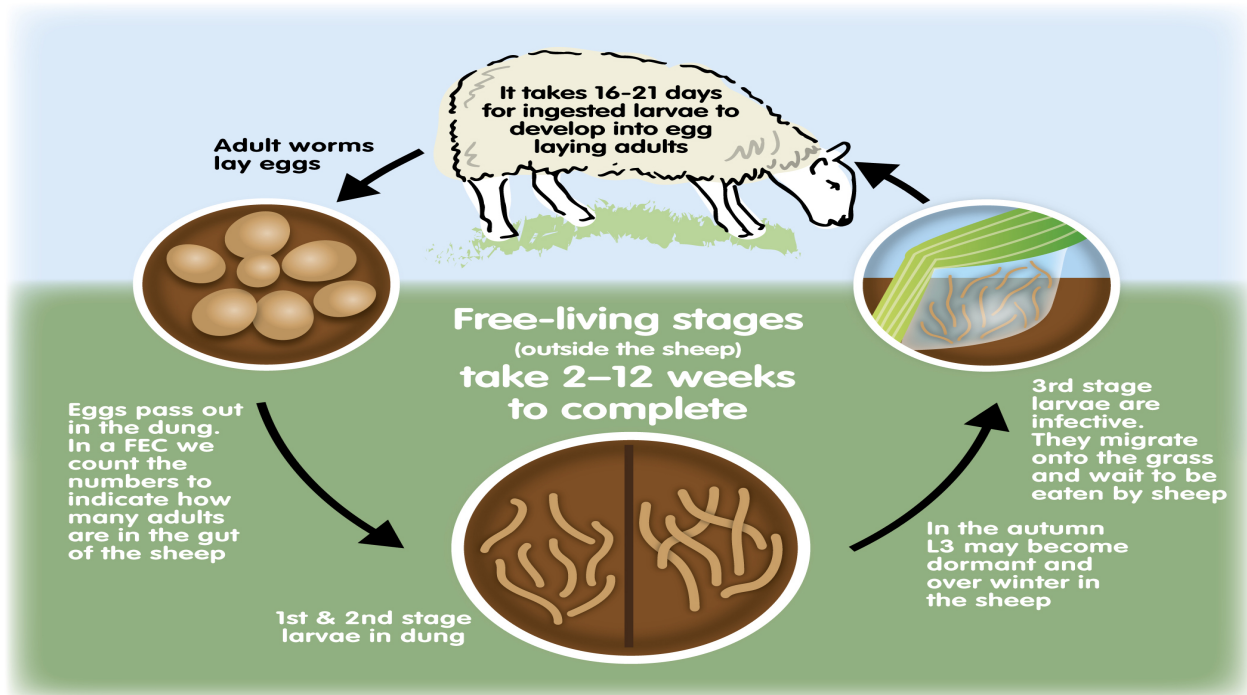 It takes 16-21 days
for ingested larvae to
develop into egg
laying adults
Adult worms
lay eggs
Free-living stages
(outside the sheep)
take 2–12 weeks
to complete
Eggs pass out
in the dung.
In a FEC we
count the
numbers to
indicate how
many adults
are in the gut
of the sheep
1st & 2nd stage
larvae in dung
3rd stage
larvae are
infective.
They migrate
onto the grass
and wait to be
eaten by sheep
In the autumn
L3 may become
dormant and
over winter in
the sheep